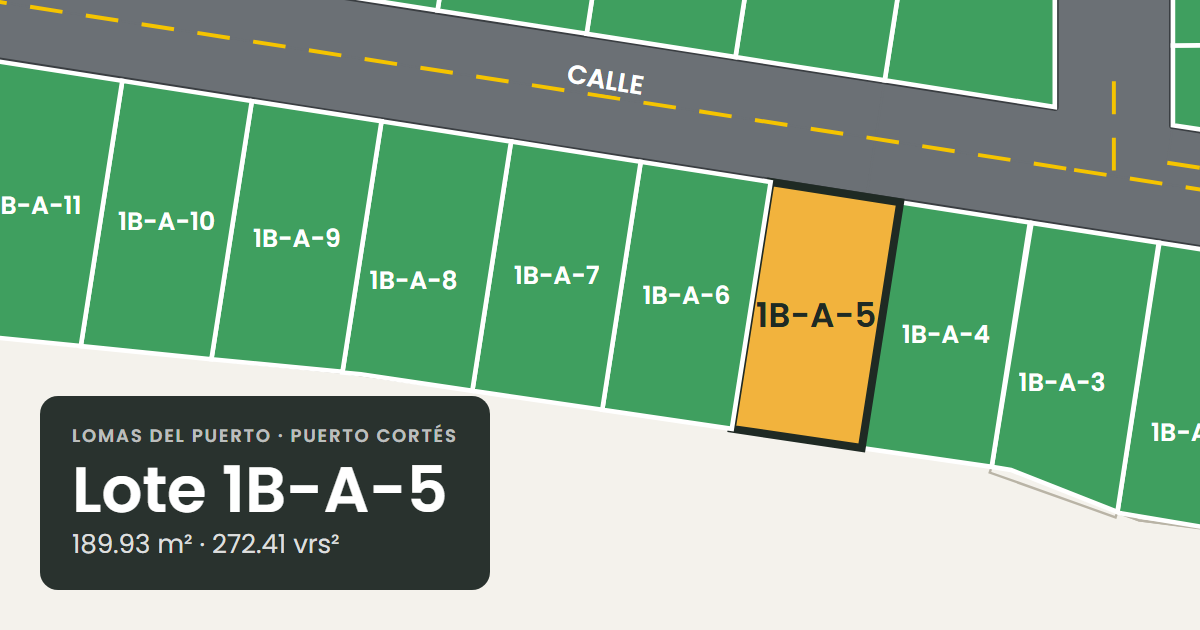 CALLE
B-A-11
1B-A-10
1B-A-9
1B-A-8
1B-A-7
1B-A-6
1B-A-5
1B-A-4
1B-A-3
1B-A
LOMAS DEL PUERTO · PUERTO CORTÉS
Lote 1B-A-5
189.93 m² · 272.41 vrs²